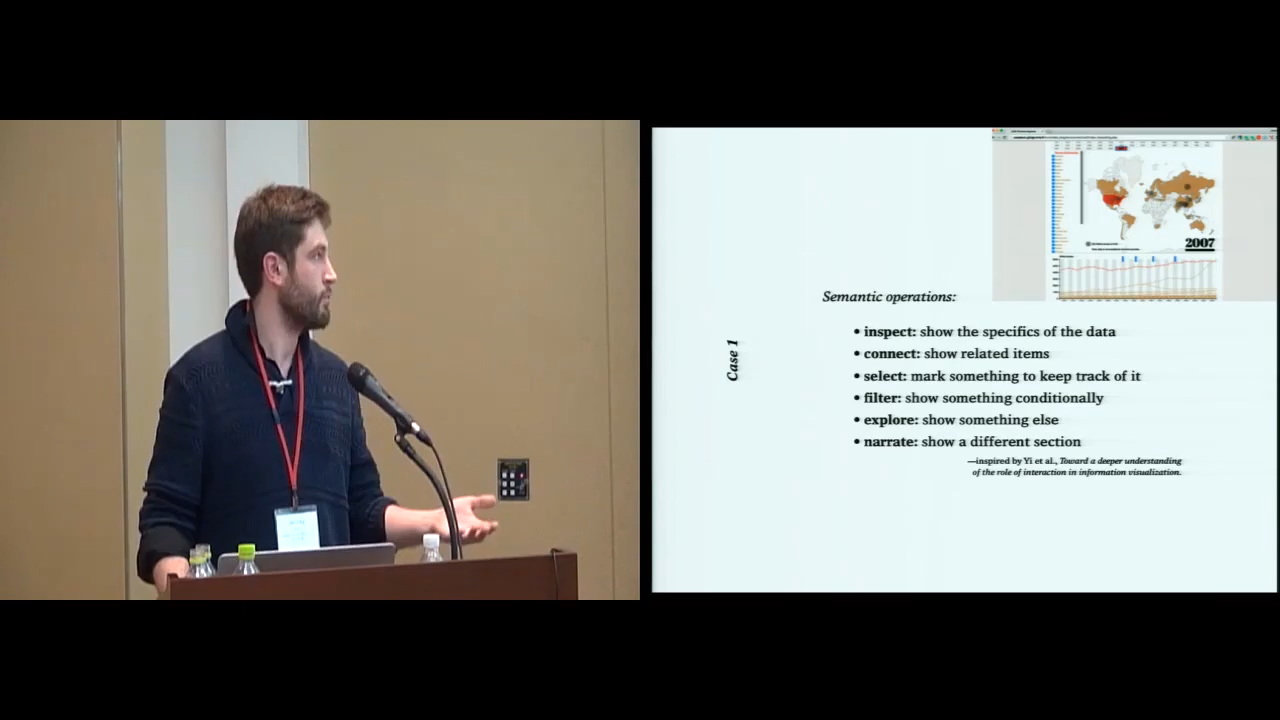 2007
Semantic operations:
• inspect: show the specifics of the data
• connect: show related items
• select: mark something to keep track of it
• filter: show something conditionally
• explore: show something else
• narrate: show a different section
—inspired by Yi et al., Toward a deeper understanding
of the role of interaction in information visualization.
Case 1